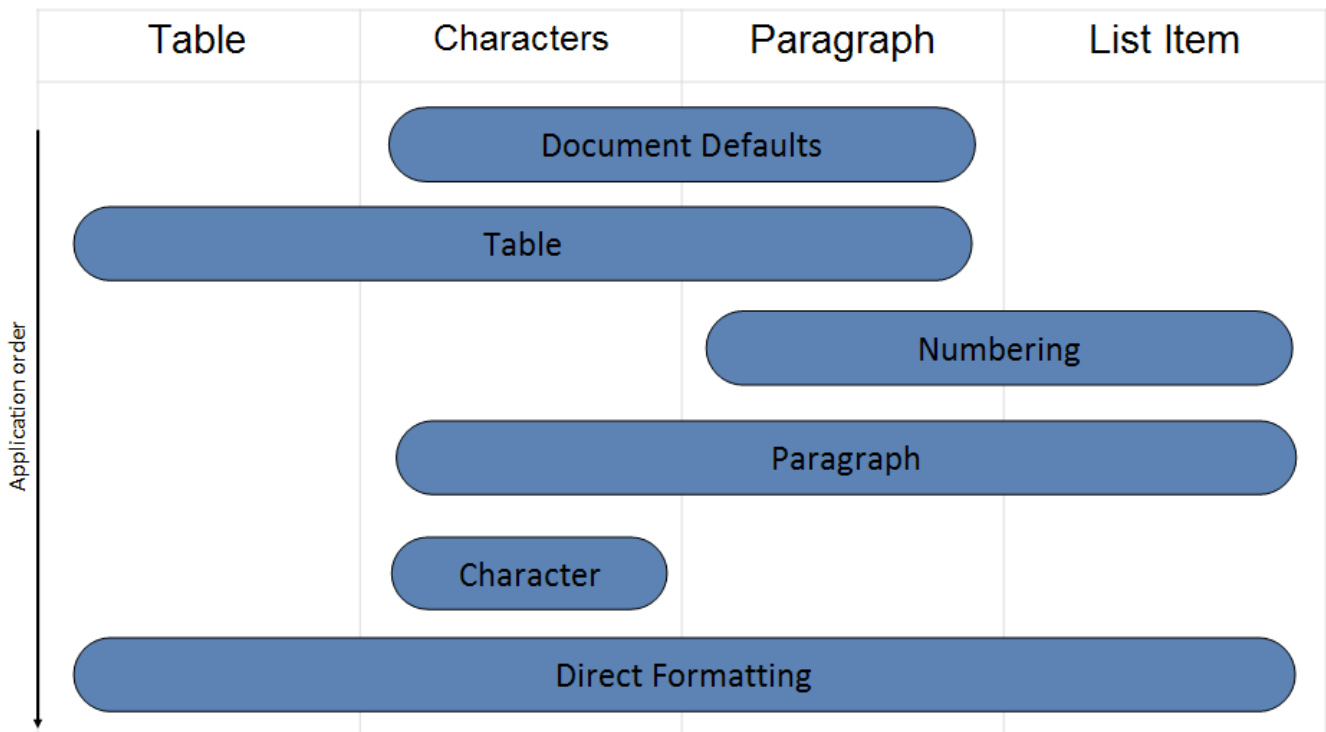 Table Characters Paragraph List Item
Document Defaults
Table
Numbering
Application order
Paragraph
Character
Direct Formatting